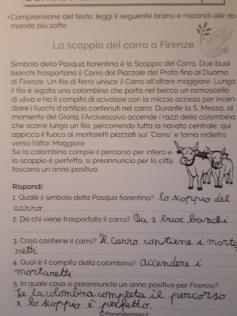 •Comprensione del testo: leggi il seguente brano e rispondi alle do-
mande più sotto.
Lo scoppio del carro a Firenze
Simbolo della Pasqua fiorentina è lo Scoppio del Carro. Due buoi
bianchi trasportano il Carro dal Piazzale del Prato fino al Duomo
di Firenze. Un filo di ferro unisce il Carro all'altare maggiore. Lungo
il filo è legata una colombina che porta nel becco un ramoscello
di ulivo e ha il compito di scivolare con la miccia accesa per incen-
diare i fuochi d'artificio contenuti nel carro. Durante la S. Messa, al
momento del Gloria, l'Arcivescovo accende i razzi della colombina
che scorre lungo un filo, percorrendo tutta la navata centrale; qui
appicca il fuoco ai mortaretti piazzati sul "Carro" e torna indietro
verso l'altar Maggiore
Se la colombina compie il percorso per intero e
lo scoppio è perfetto, si preannuncia per la città
toscana un anno positivo.
Rispondi:
1. Quale è il simbolo della Pasqua fiorentina? lo scoppio del
carro.
2. Da chi viene trasportato il carro? Da 2 buoi bianchi.
3. Cosa contiene il carro? Il Carro contiene i morta
retti
4. Qual è il compito della colomba? Accendere i
mortaretti
5. In quale caso si preannuncia un anno positivo per Firenze?
Se la colombina completa il percorso
e lo scoppio è perfetto.